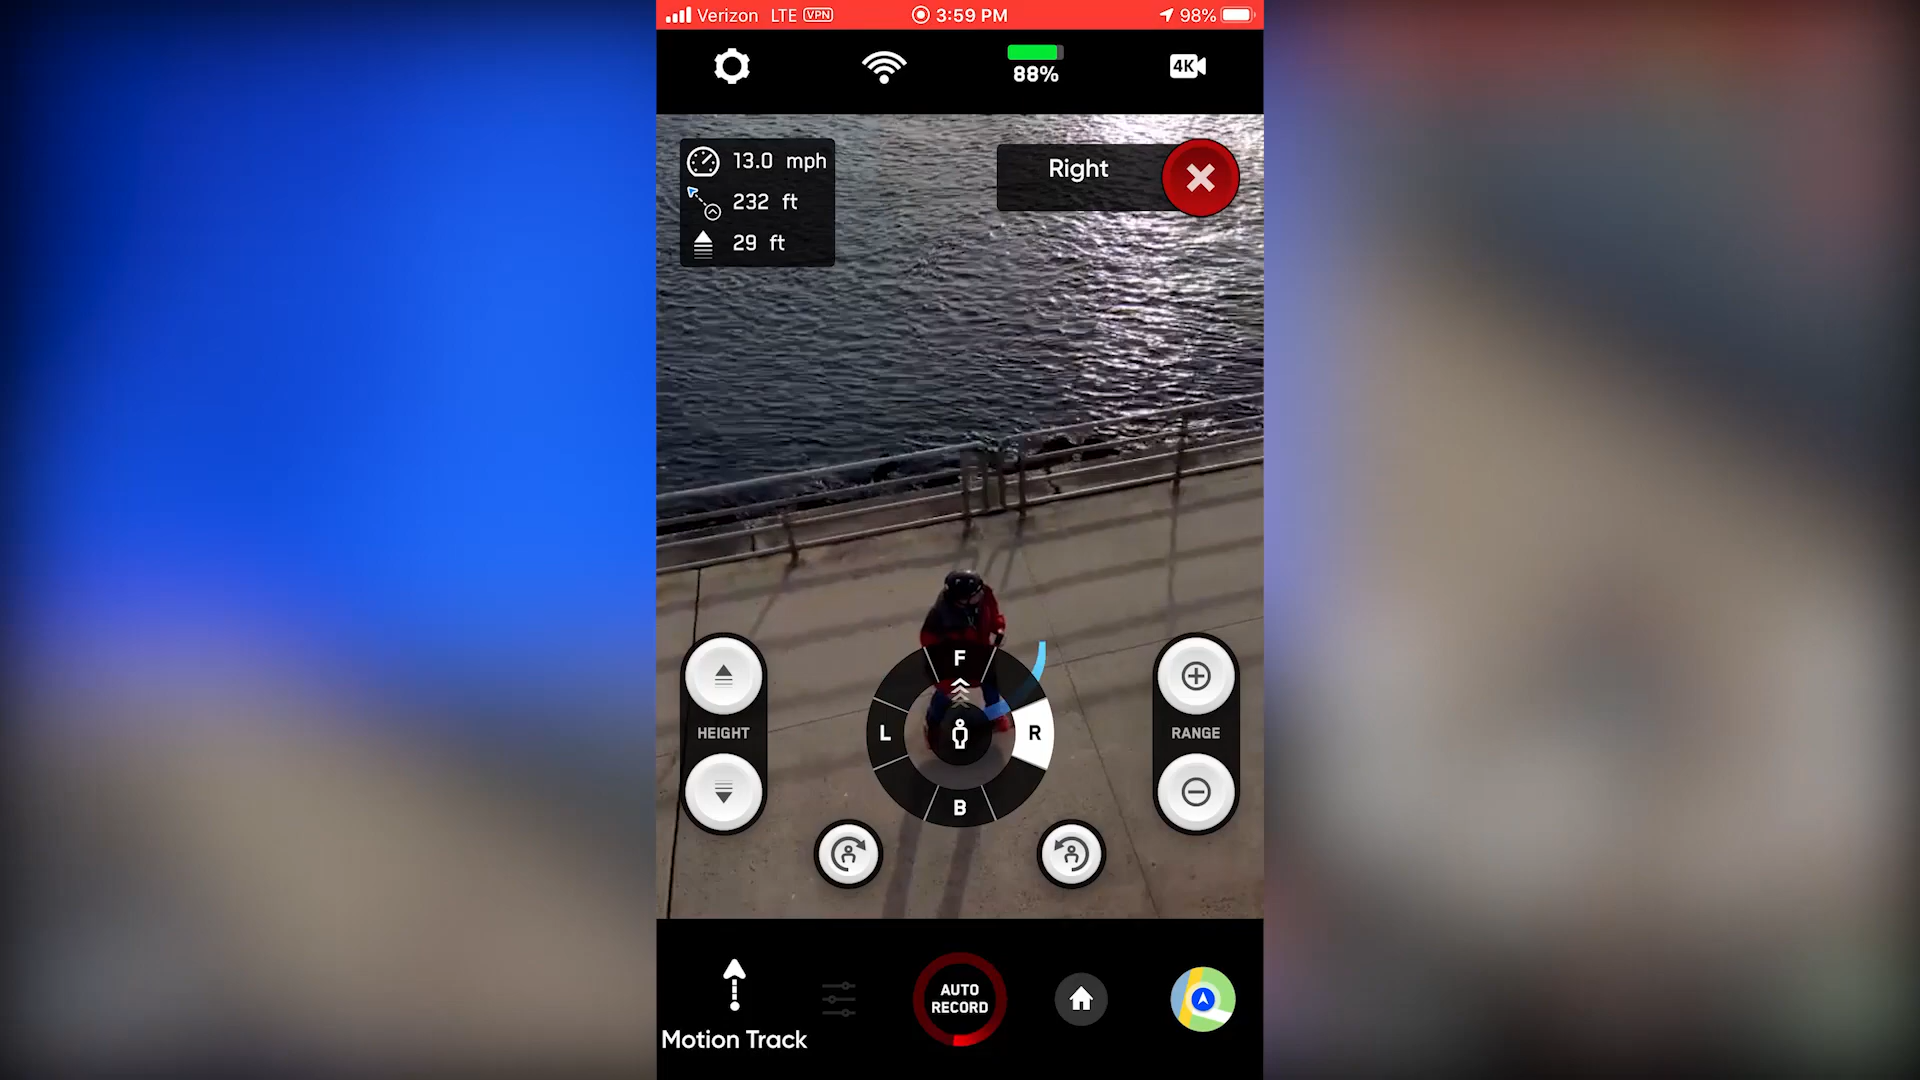 Verizon LTE VPN 3:59 PM 98%
88% 4K
13.0 mph
232 ft
29 ft
Right
F
L R
B
HEIGHT
RANGE
AUTO
RECORD
Motion Track